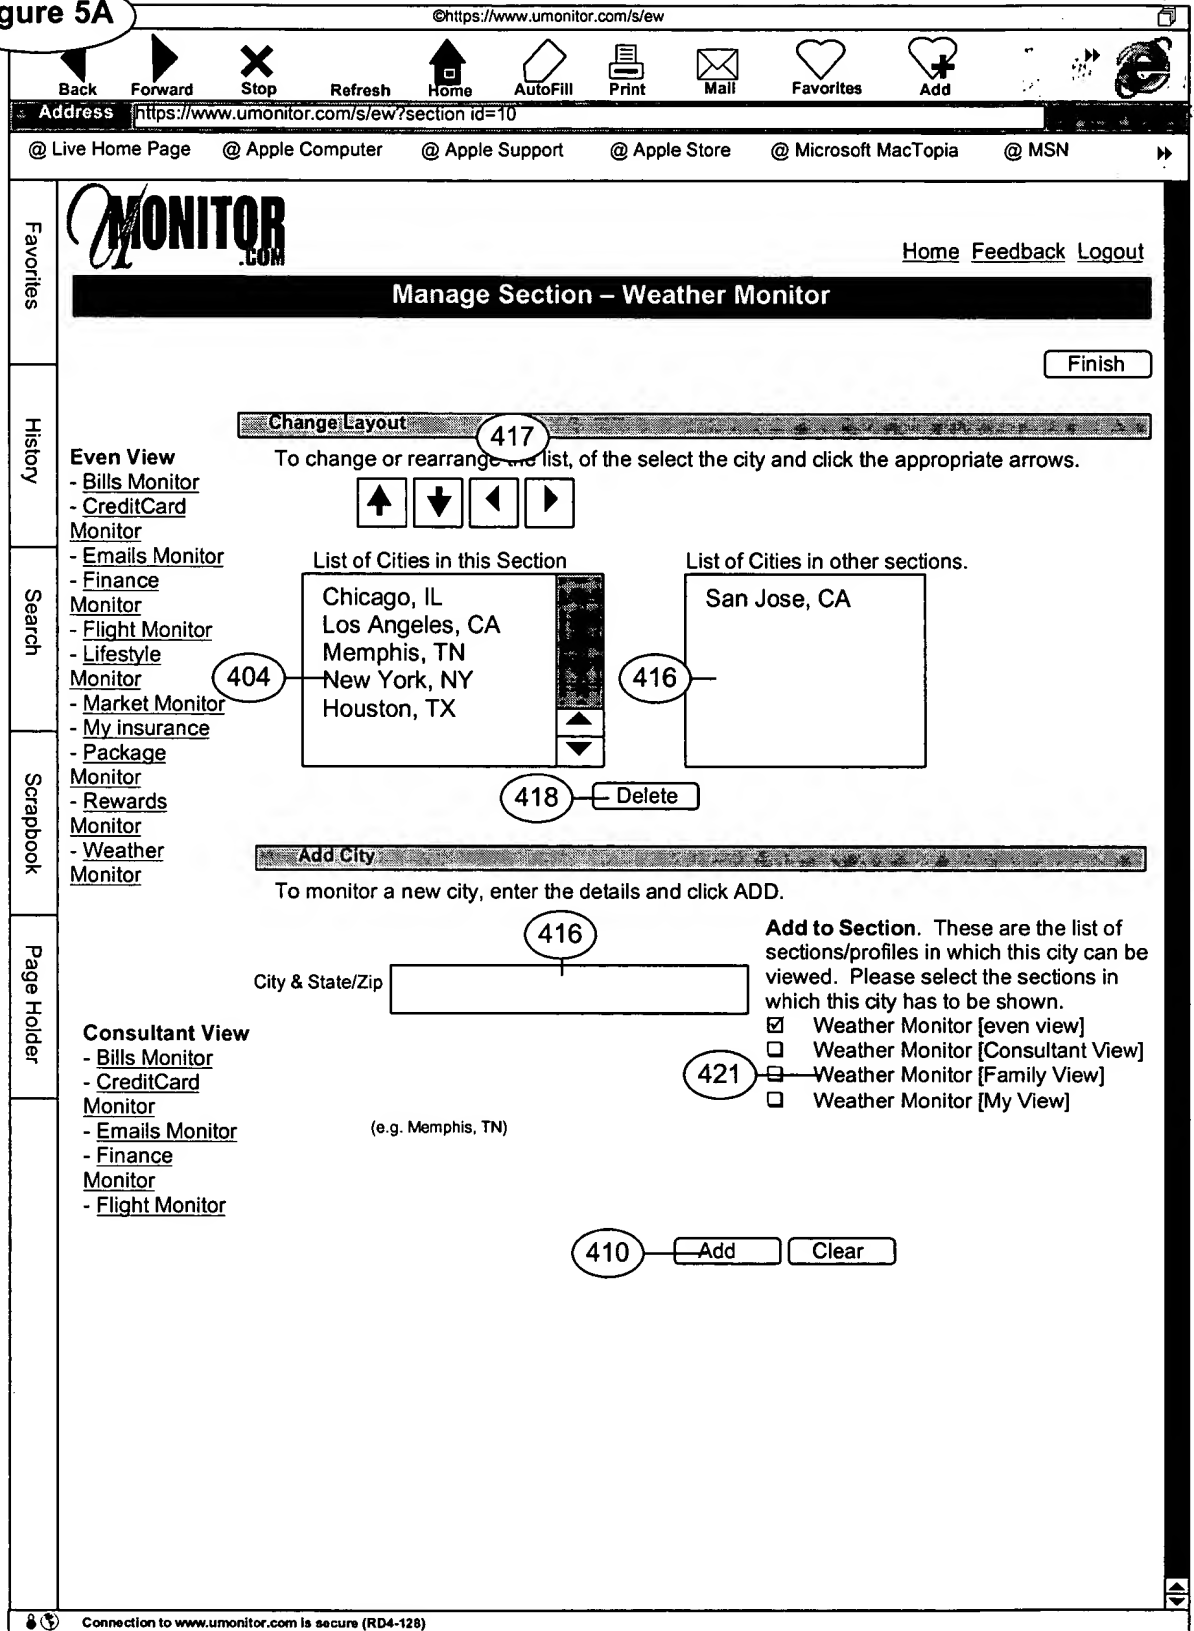 gure 5A
©https://www.umonitor.com/s/ew
Back Forward Stop Refresh Home AutoFill Print Mail Favorites Add
Address https://www.umonitor.com/s/ew?section id=10
@ Live Home Page @ Apple Computer @ Apple Support @ Apple Store @ Microsoft MacTopia @ MSN
Favorites
History
Search
Scrapbook
Page Holder
UMONITOR
.COM
Home Feedback Logout
Manage Section – Weather Monitor
Finish
Change Layout
417
To change or rearrange the list, of the select the city and click the appropriate arrows.
Even View
- Bills Monitor
- CreditCard
Monitor
- Emails Monitor
- Finance
Monitor
- Flight Monitor
- Lifestyle
Monitor
- Market Monitor
- My insurance
- Package
Monitor
- Rewards
Monitor
- Weather
Monitor
List of Cities in this Section
Chicago, IL
Los Angeles, CA
Memphis, TN
New York, NY
Houston, TX
404
List of Cities in other sections.
San Jose, CA
416
418
Delete
Add City
To monitor a new city, enter the details and click ADD.
416
City & State/Zip
(e.g. Memphis, TN)
Add to Section. These are the list of
sections/profiles in which this city can be
viewed. Please select the sections in
which this city has to be shown.
☑ Weather Monitor [even view]
☐ Weather Monitor [Consultant View]
☐ Weather Monitor [Family View]
☐ Weather Monitor [My View]
421
Consultant View
- Bills Monitor
- CreditCard
Monitor
- Emails Monitor
- Finance
Monitor
- Flight Monitor
410
Add Clear
Connection to www.umonitor.com is secure (RD4-128)